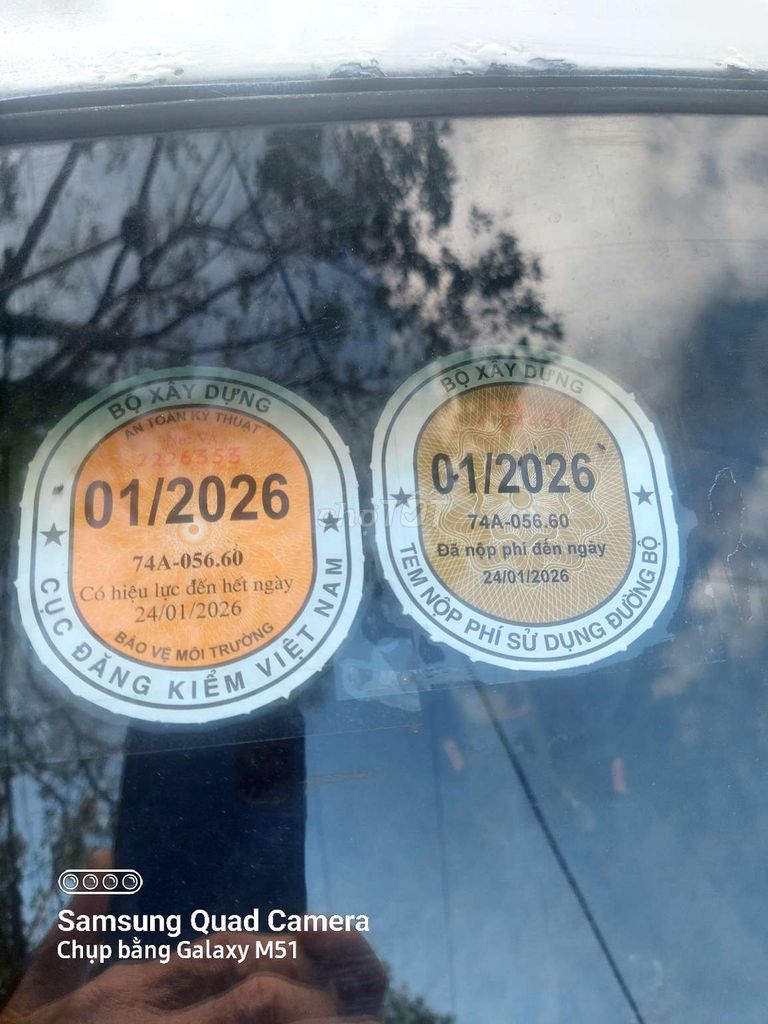 BỘ XÂY DỰNG
AN TOÀN KỸ THUẬT
No: VA
2226353
01/2026
74A-056.60
Có hiệu lực đến hết ngày
24/01/2026
BẢO VỆ MÔI TRƯỜNG
CỤC ĐĂNG KIỂM VIỆT NAM
BỘ XÂY DỰNG
01/2026
74A-056.60
Đã nộp phí đến ngày
24/01/2026
TEM NỘP PHÍ SỬ DỤNG ĐƯỜNG BỘ
chợTỐT
Samsung Quad Camera
Chụp bằng Galaxy M51